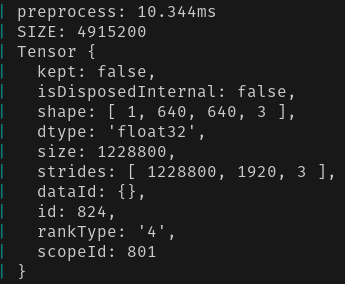 preprocess: 10.344ms
SIZE: 4915200
Tensor {
  kept: false,
  isDisposedInternal: false,
  shape: [ 1, 640, 640, 3 ],
  dtype: 'float32',
  size: 1228800,
  strides: [ 1228800, 1920, 3 ],
  dataId: {},
  id: 824,
  rankType: '4',
  scopeId: 801
}